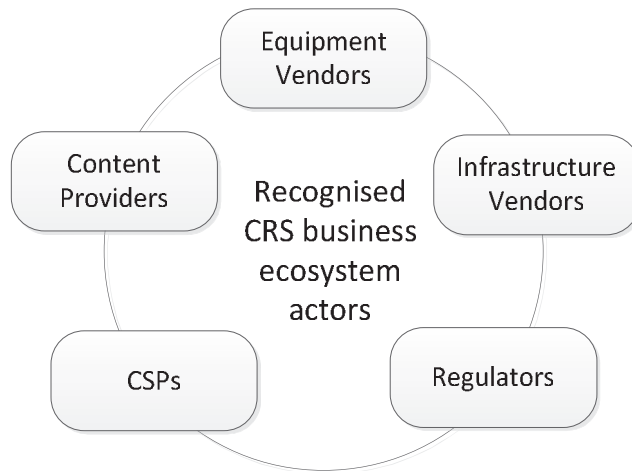 Equipment
Vendors
Content
Providers
Infrastructure
Vendors
Recognised
CRS business
ecosystem
actors
CSPs
Regulators